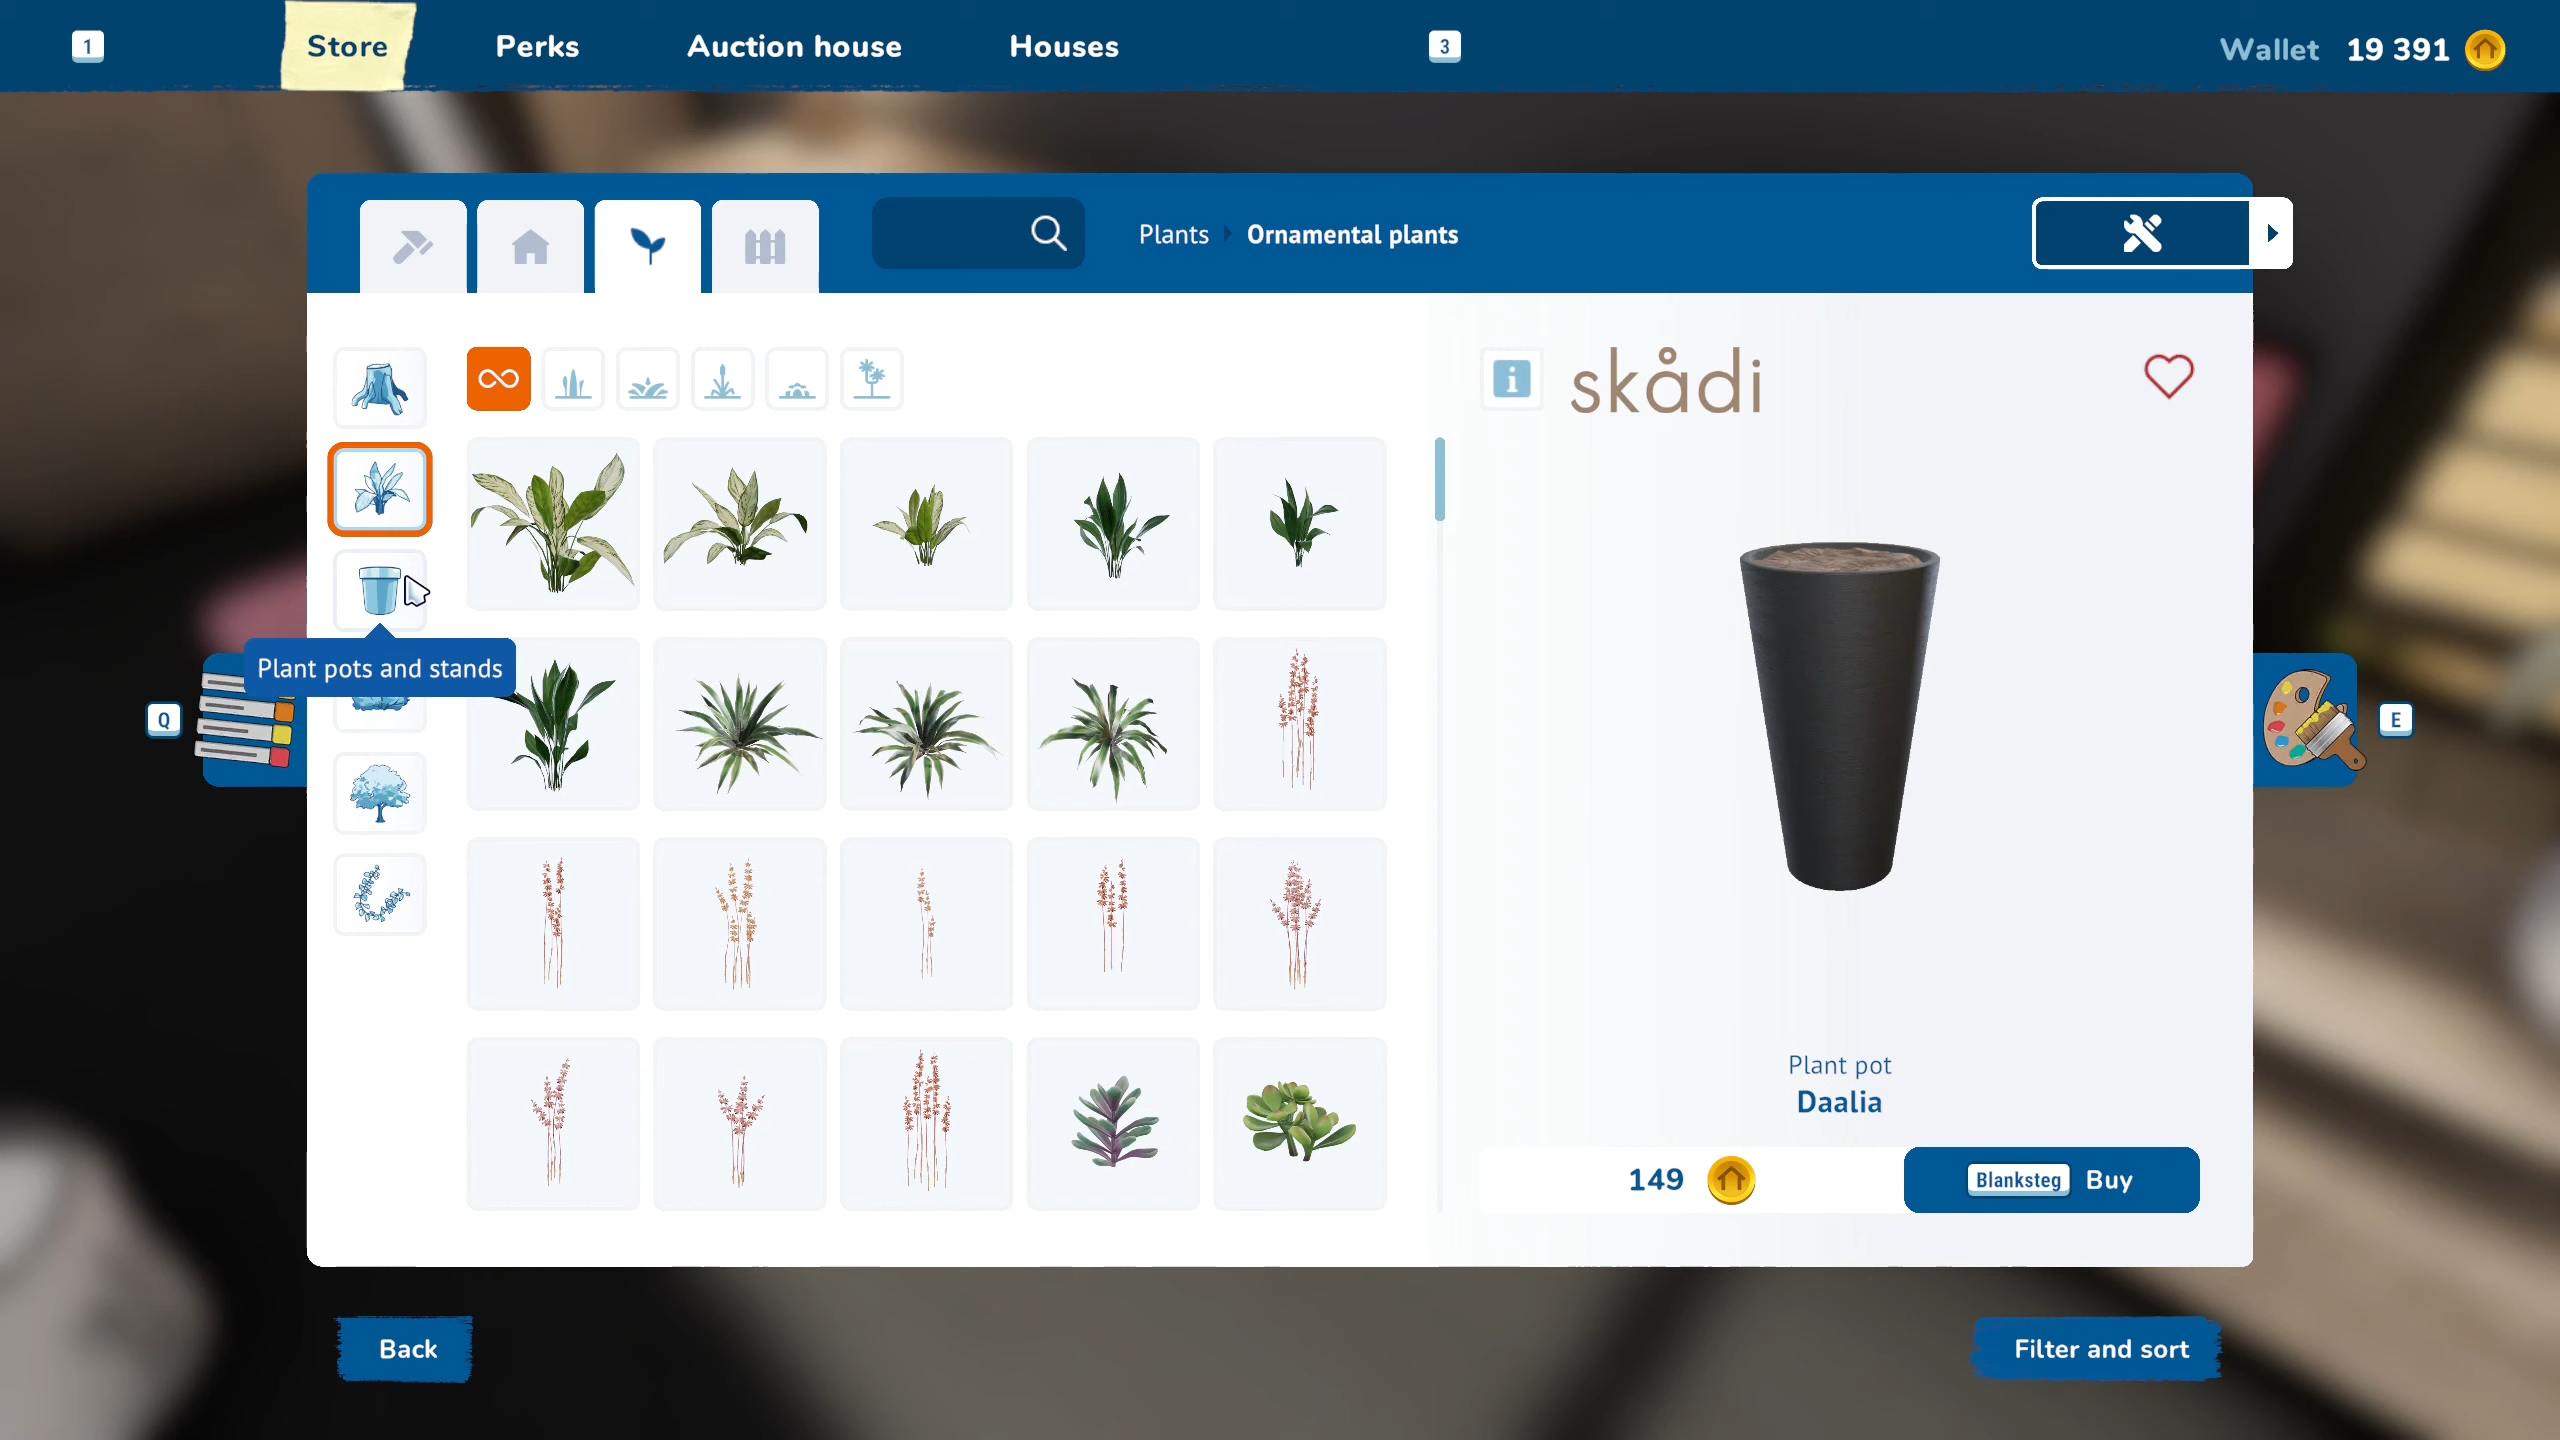 1
Store
Perks
Auction house
Houses
3
Wallet 19 391
Plants
Ornamental plants
i
skådi
Plant pots and stands
Q
E
Plant pot
Daalia
149
Blanksteg Buy
Back
Filter and sort